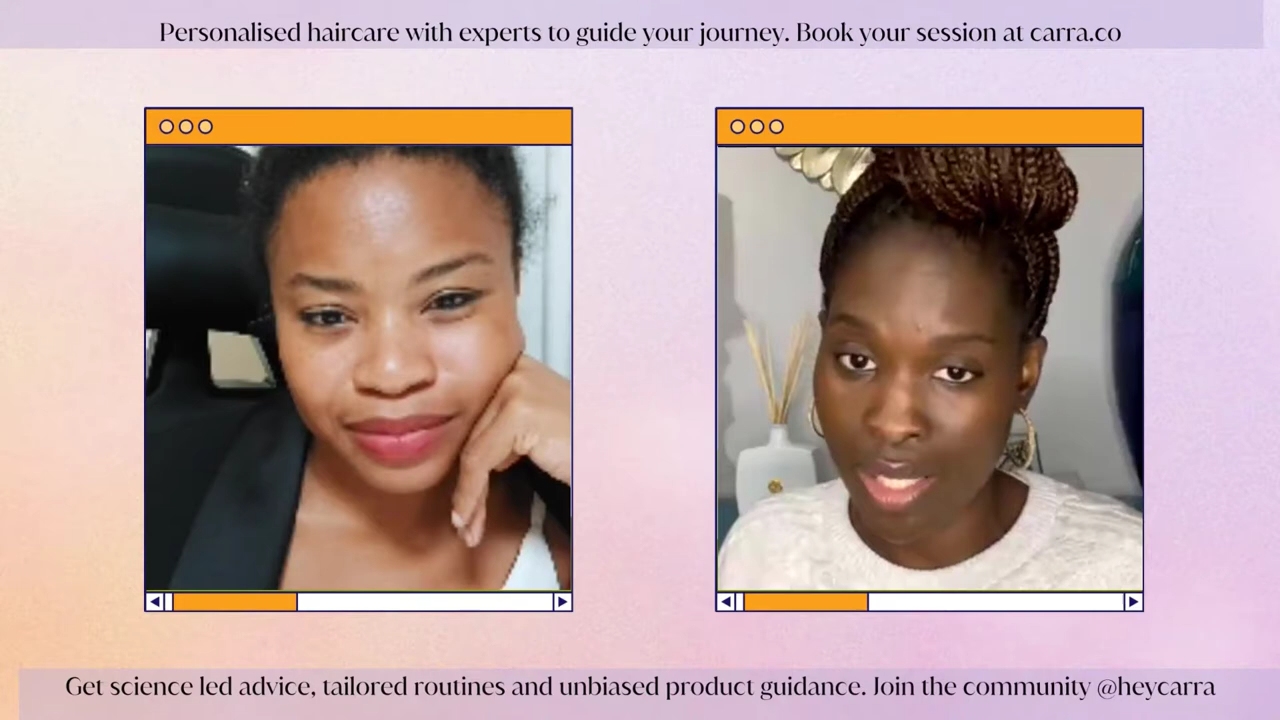 Personalised haircare with experts to guide your journey. Book your session at carra.co
Get science led advice, tailored routines and unbiased product guidance. Join the community @heycarra